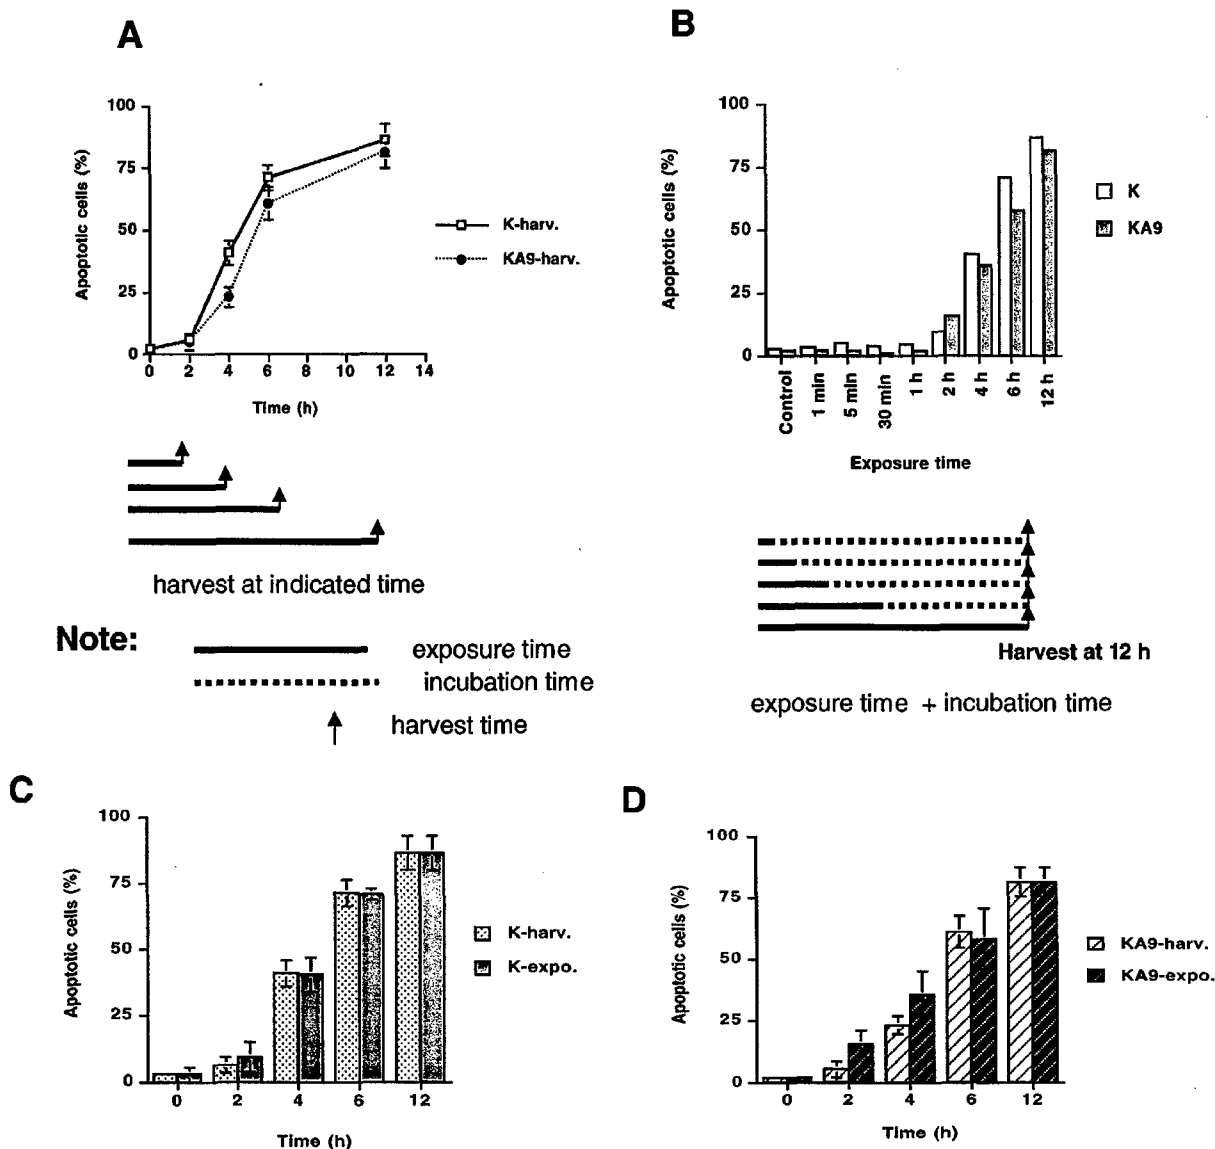 A
100
75
50
25
0
Apoptotic cells (%)
0 2 4 6 8 10 12 14
Time (h)
K-harv.
KA9-harv.
harvest at indicated time
Note:
exposure time
incubation time
harvest time
B
100
75
50
25
0
Apoptotic cells (%)
Control
1 min
5 min
30 min
1 h
2 h
4 h
6 h
12 h
Exposure time
K
KA9
Harvest at 12 h
exposure time + incubation time
C
100
75
50
25
0
Apoptotic cells (%)
0 2 4 6 12
Time (h)
K-harv.
K-expo.
D
100
75
50
25
0
Apoptotic cells (%)
0 2 4 6 12
Time (h)
KA9-harv.
KA9-expo.